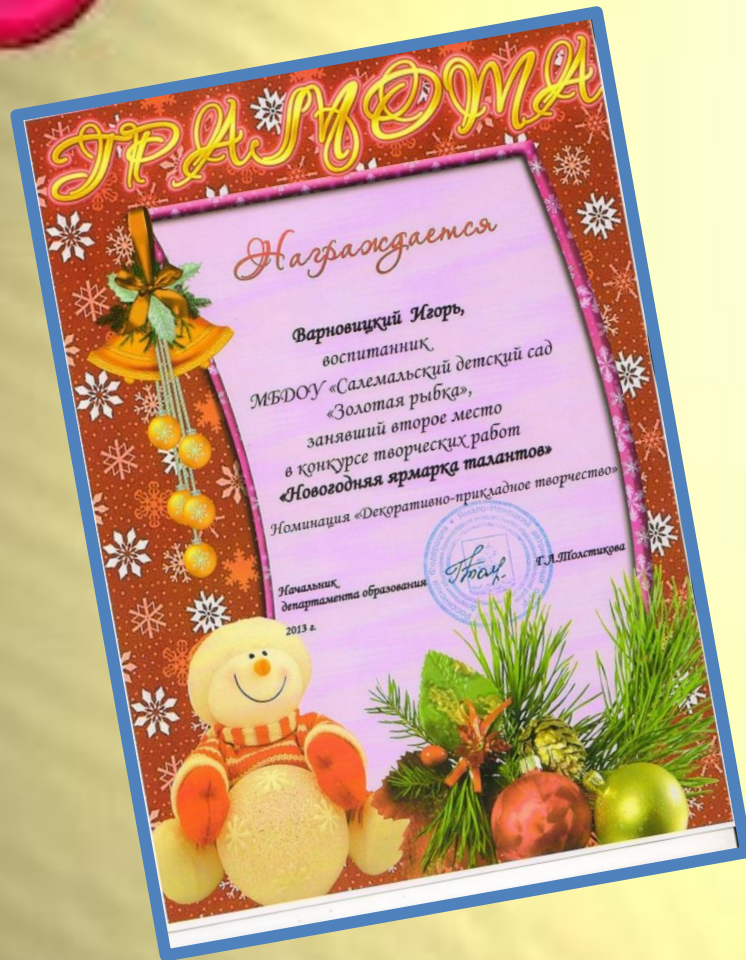 ГРАМОТА
Награждается
Варновицкий Игорь,
воспитанник
МБДОУ «Салемальский детский сад
«Золотая рыбка»,
занявший второе место
в конкурсе творческих работ
«Новогодняя ярмарка талантов»
Номинация «Декоративно-прикладное творчество»
Начальник
департамента образования
Г.Л.Толстикова
2013 г.